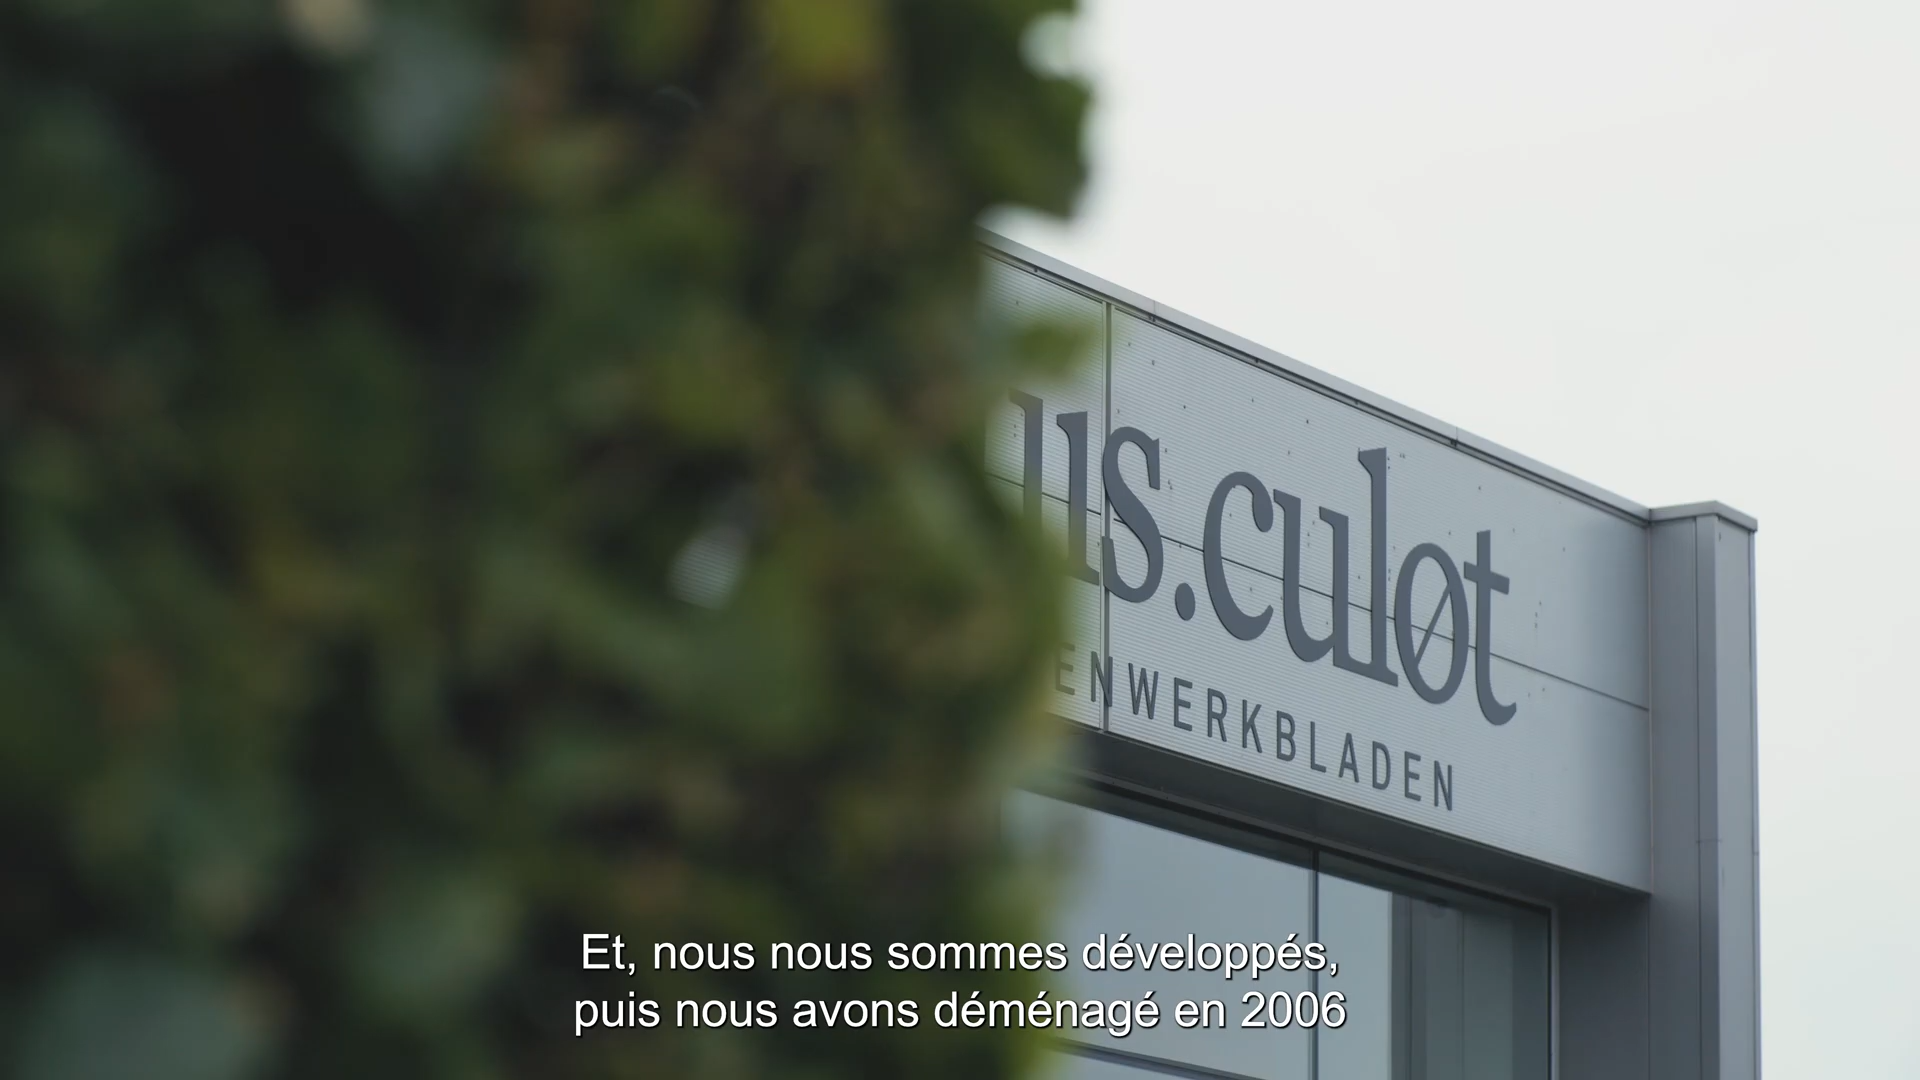 us.culøt
ENWERKBLADEN
Et, nous nous sommes développés,
puis nous avons déménagé en 2006